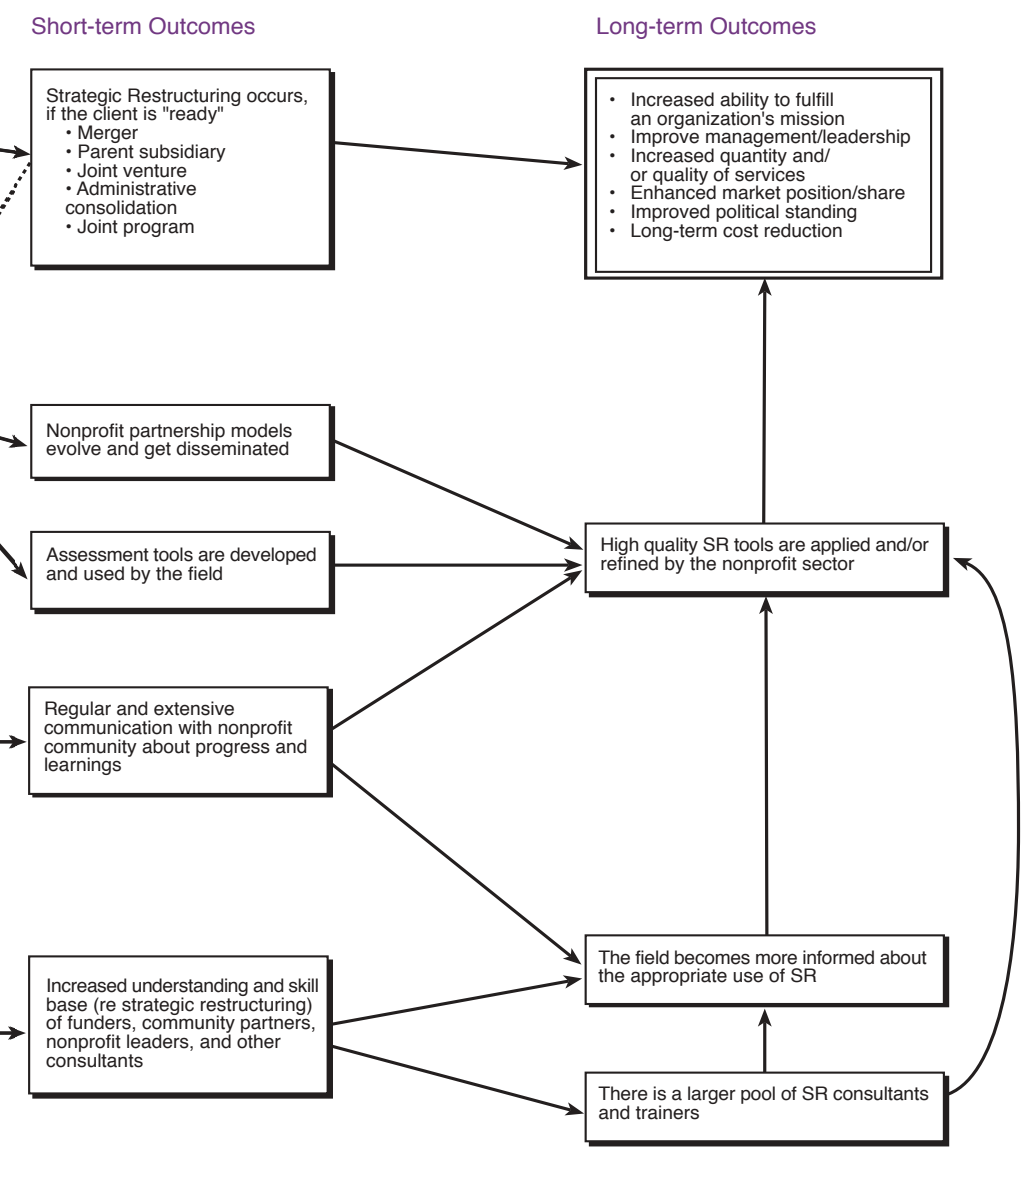 Short-term Outcomes
Long-term Outcomes
Strategic Restructuring occurs,
if the client is "ready"
• Merger
• Parent subsidiary
• Joint venture
• Administrative
consolidation
• Joint program
• Increased ability to fulfill
an organization's mission
• Improve management/leadership
• Increased quantity and/
or quality of services
• Enhanced market position/share
• Improved political standing
• Long-term cost reduction
Nonprofit partnership models
evolve and get disseminated
Assessment tools are developed
and used by the field
High quality SR tools are applied and/or
refined by the nonprofit sector
Regular and extensive
communication with nonprofit
community about progress and
learnings
The field becomes more informed about
the appropriate use of SR
Increased understanding and skill
base (re strategic restructuring)
of funders, community partners,
nonprofit leaders, and other
consultants
There is a larger pool of SR consultants
and trainers